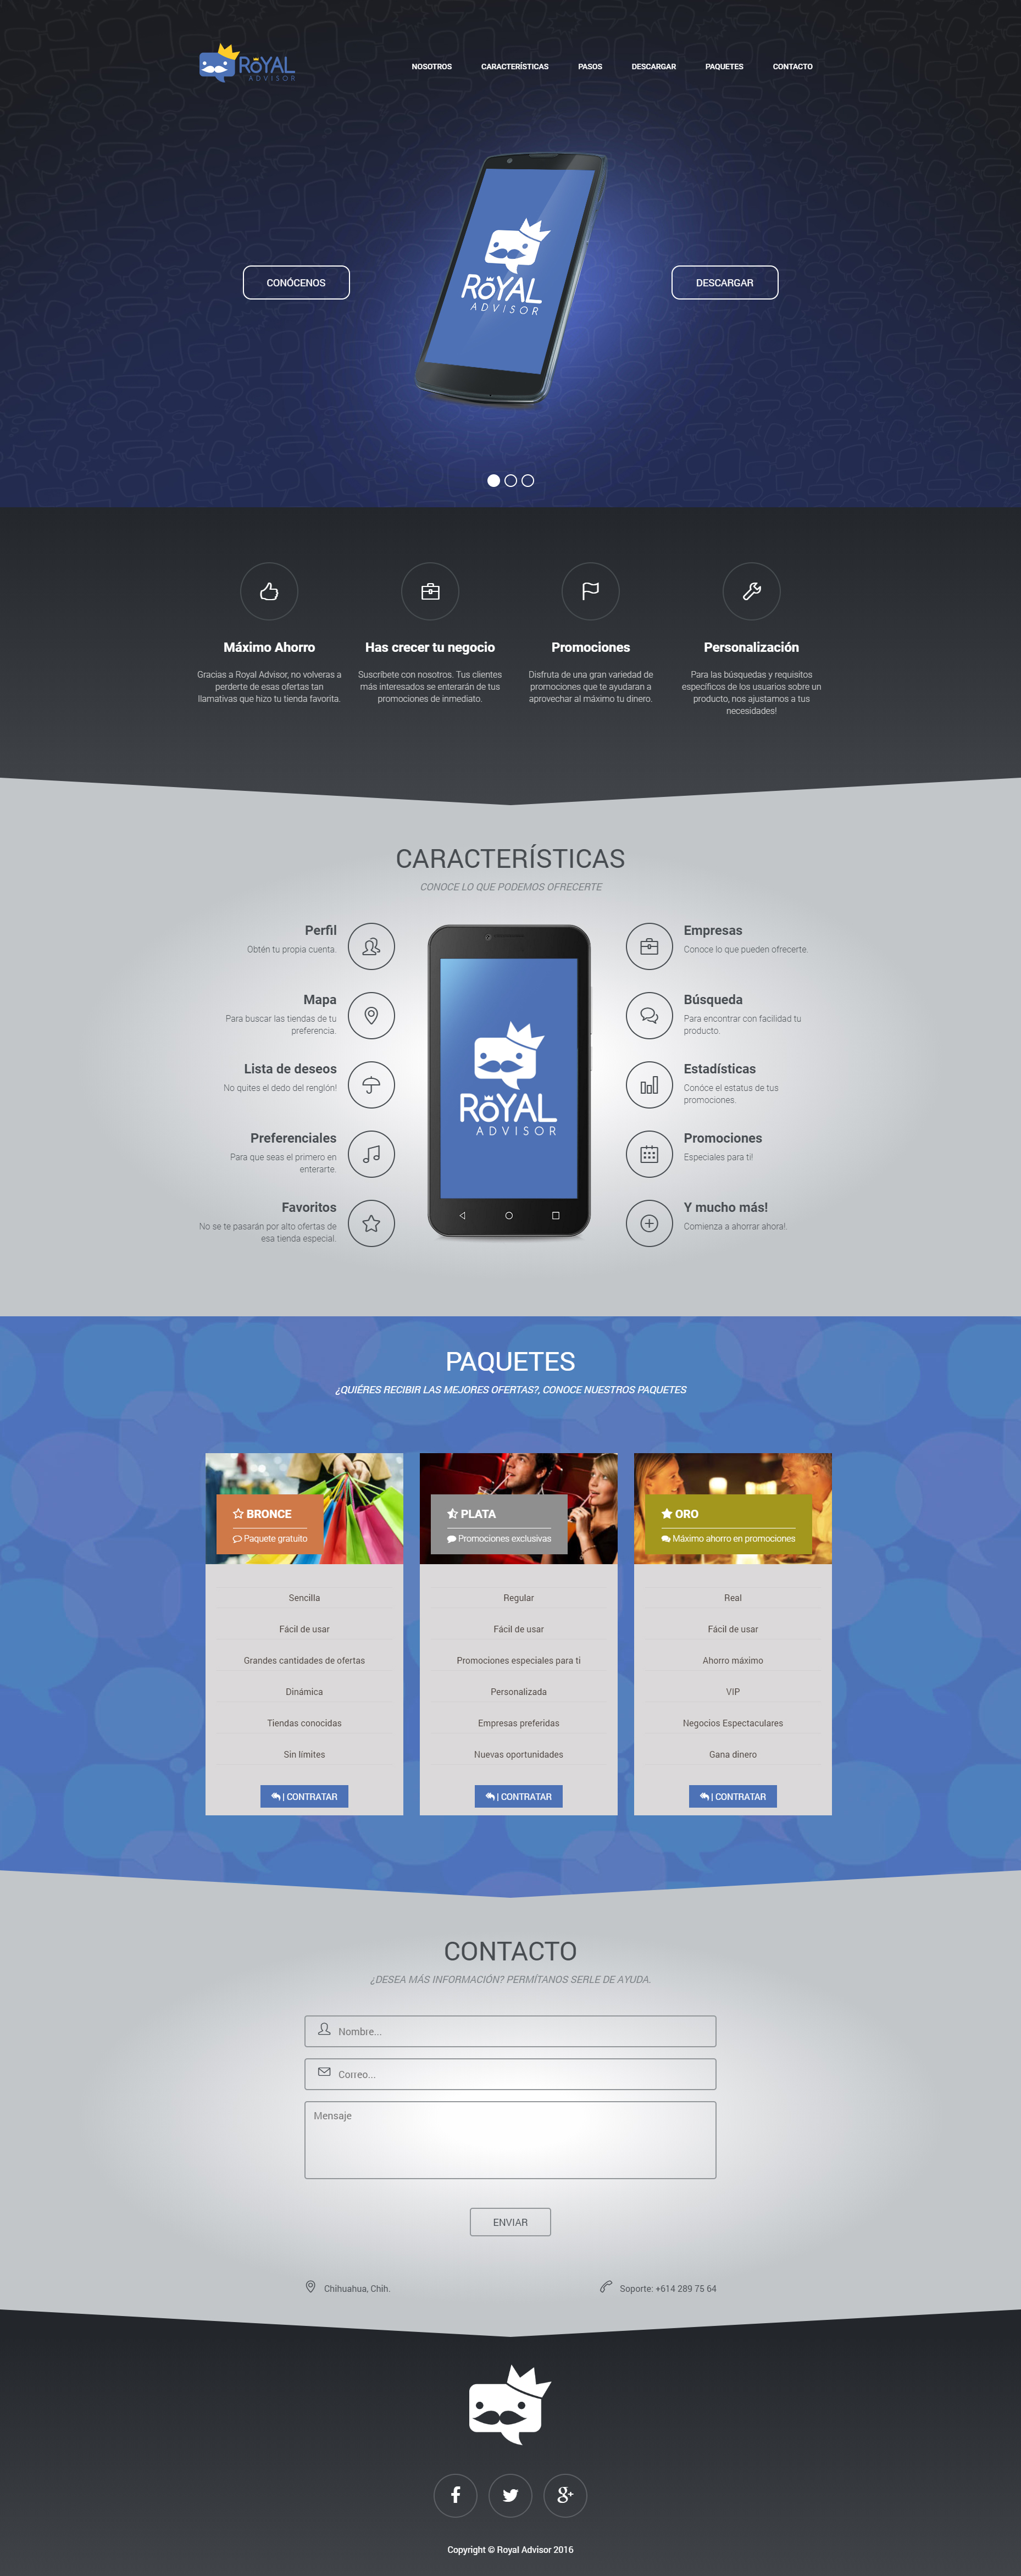 RÖYAL
ADVISOR
NOSOTROS CARACTERÍSTICAS PASOS DESCARGAR PAQUETES CONTACTO
CONÓCENOS
RÖYAL
ADVISOR
DESCARGAR
Máximo Ahorro
Gracias a Royal Advisor, no volveras a
perderte de esas ofertas tan
llamativas que hizo tu tienda favorita.
Has crecer tu negocio
Suscríbete con nosotros. Tus clientes
más interesados se enterarán de tus
promociones de inmediato.
Promociones
Disfruta de una gran variedad de
promociones que te ayudaran a
aprovechar al máximo tu dinero.
Personalización
Para las búsquedas y requisitos
específicos de los usuarios sobre un
producto, nos ajustamos a tus
necesidades!
CARACTERÍSTICAS
CONOCE LO QUE PODEMOS OFRECERTE
Perfil
Obtén tu propia cuenta.
Mapa
Para buscar las tiendas de tu
preferencia.
Lista de deseos
No quites el dedo del renglón!
Preferenciales
Para que seas el primero en
enterarte.
Favoritos
No se te pasarán por alto ofertas de
esa tienda especial.
RÖYAL
ADVISOR
Empresas
Conoce lo que pueden ofrecerte.
Búsqueda
Para encontrar con facilidad tu
producto.
Estadísticas
Conóce el estatus de tus
promociones.
Promociones
Especiales para tí!
Y mucho más!
Comienza a ahorrar ahora!.
PAQUETES
¿QUIÉRES RECIBIR LAS MEJORES OFERTAS?, CONOCE NUESTROS PAQUETES
BRONCE
Paquete gratuito
Sencilla
Fácil de usar
Grandes cantidades de ofertas
Dinámica
Tiendas conocidas
Sin límites
| CONTRATAR
PLATA
Promociones exclusivas
Regular
Fácil de usar
Promociones especiales para ti
Personalizada
Empresas preferidas
Nuevas oportunidades
| CONTRATAR
ORO
Máximo ahorro en promociones
Real
Fácil de usar
Ahorro máximo
VIP
Negocios Espectaculares
Gana dinero
| CONTRATAR
CONTACTO
¿DESEA MÁS INFORMACIÓN? PERMÍTANOS SERLE DE AYUDA.
Nombre...
Correo...
Mensaje
ENVIAR
Chihuahua, Chih.
Soporte: +614 289 75 64
Copyright © Royal Advisor 2016